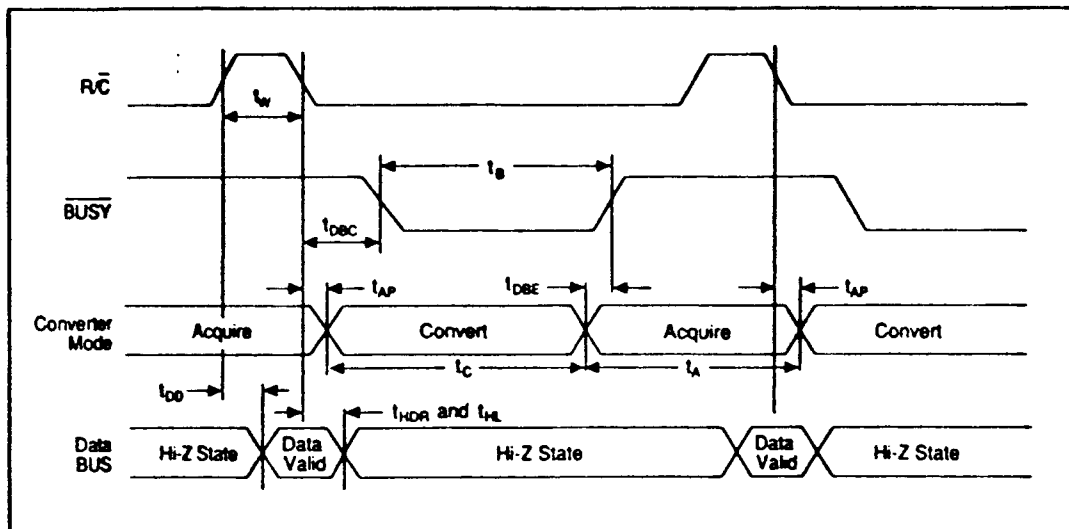 R/C̅
t_W
t_B
B̅U̅S̅Y̅
t_DBC
t_AP
t_DBE
t_AP
Converter
Mode
Acquire
Convert
Acquire
Convert
t_C
t_A
t_DD
t_HDR and t_HL
Data
BUS
Hi-Z State
Data
Valid
Hi-Z State
Data
Valid
Hi-Z State